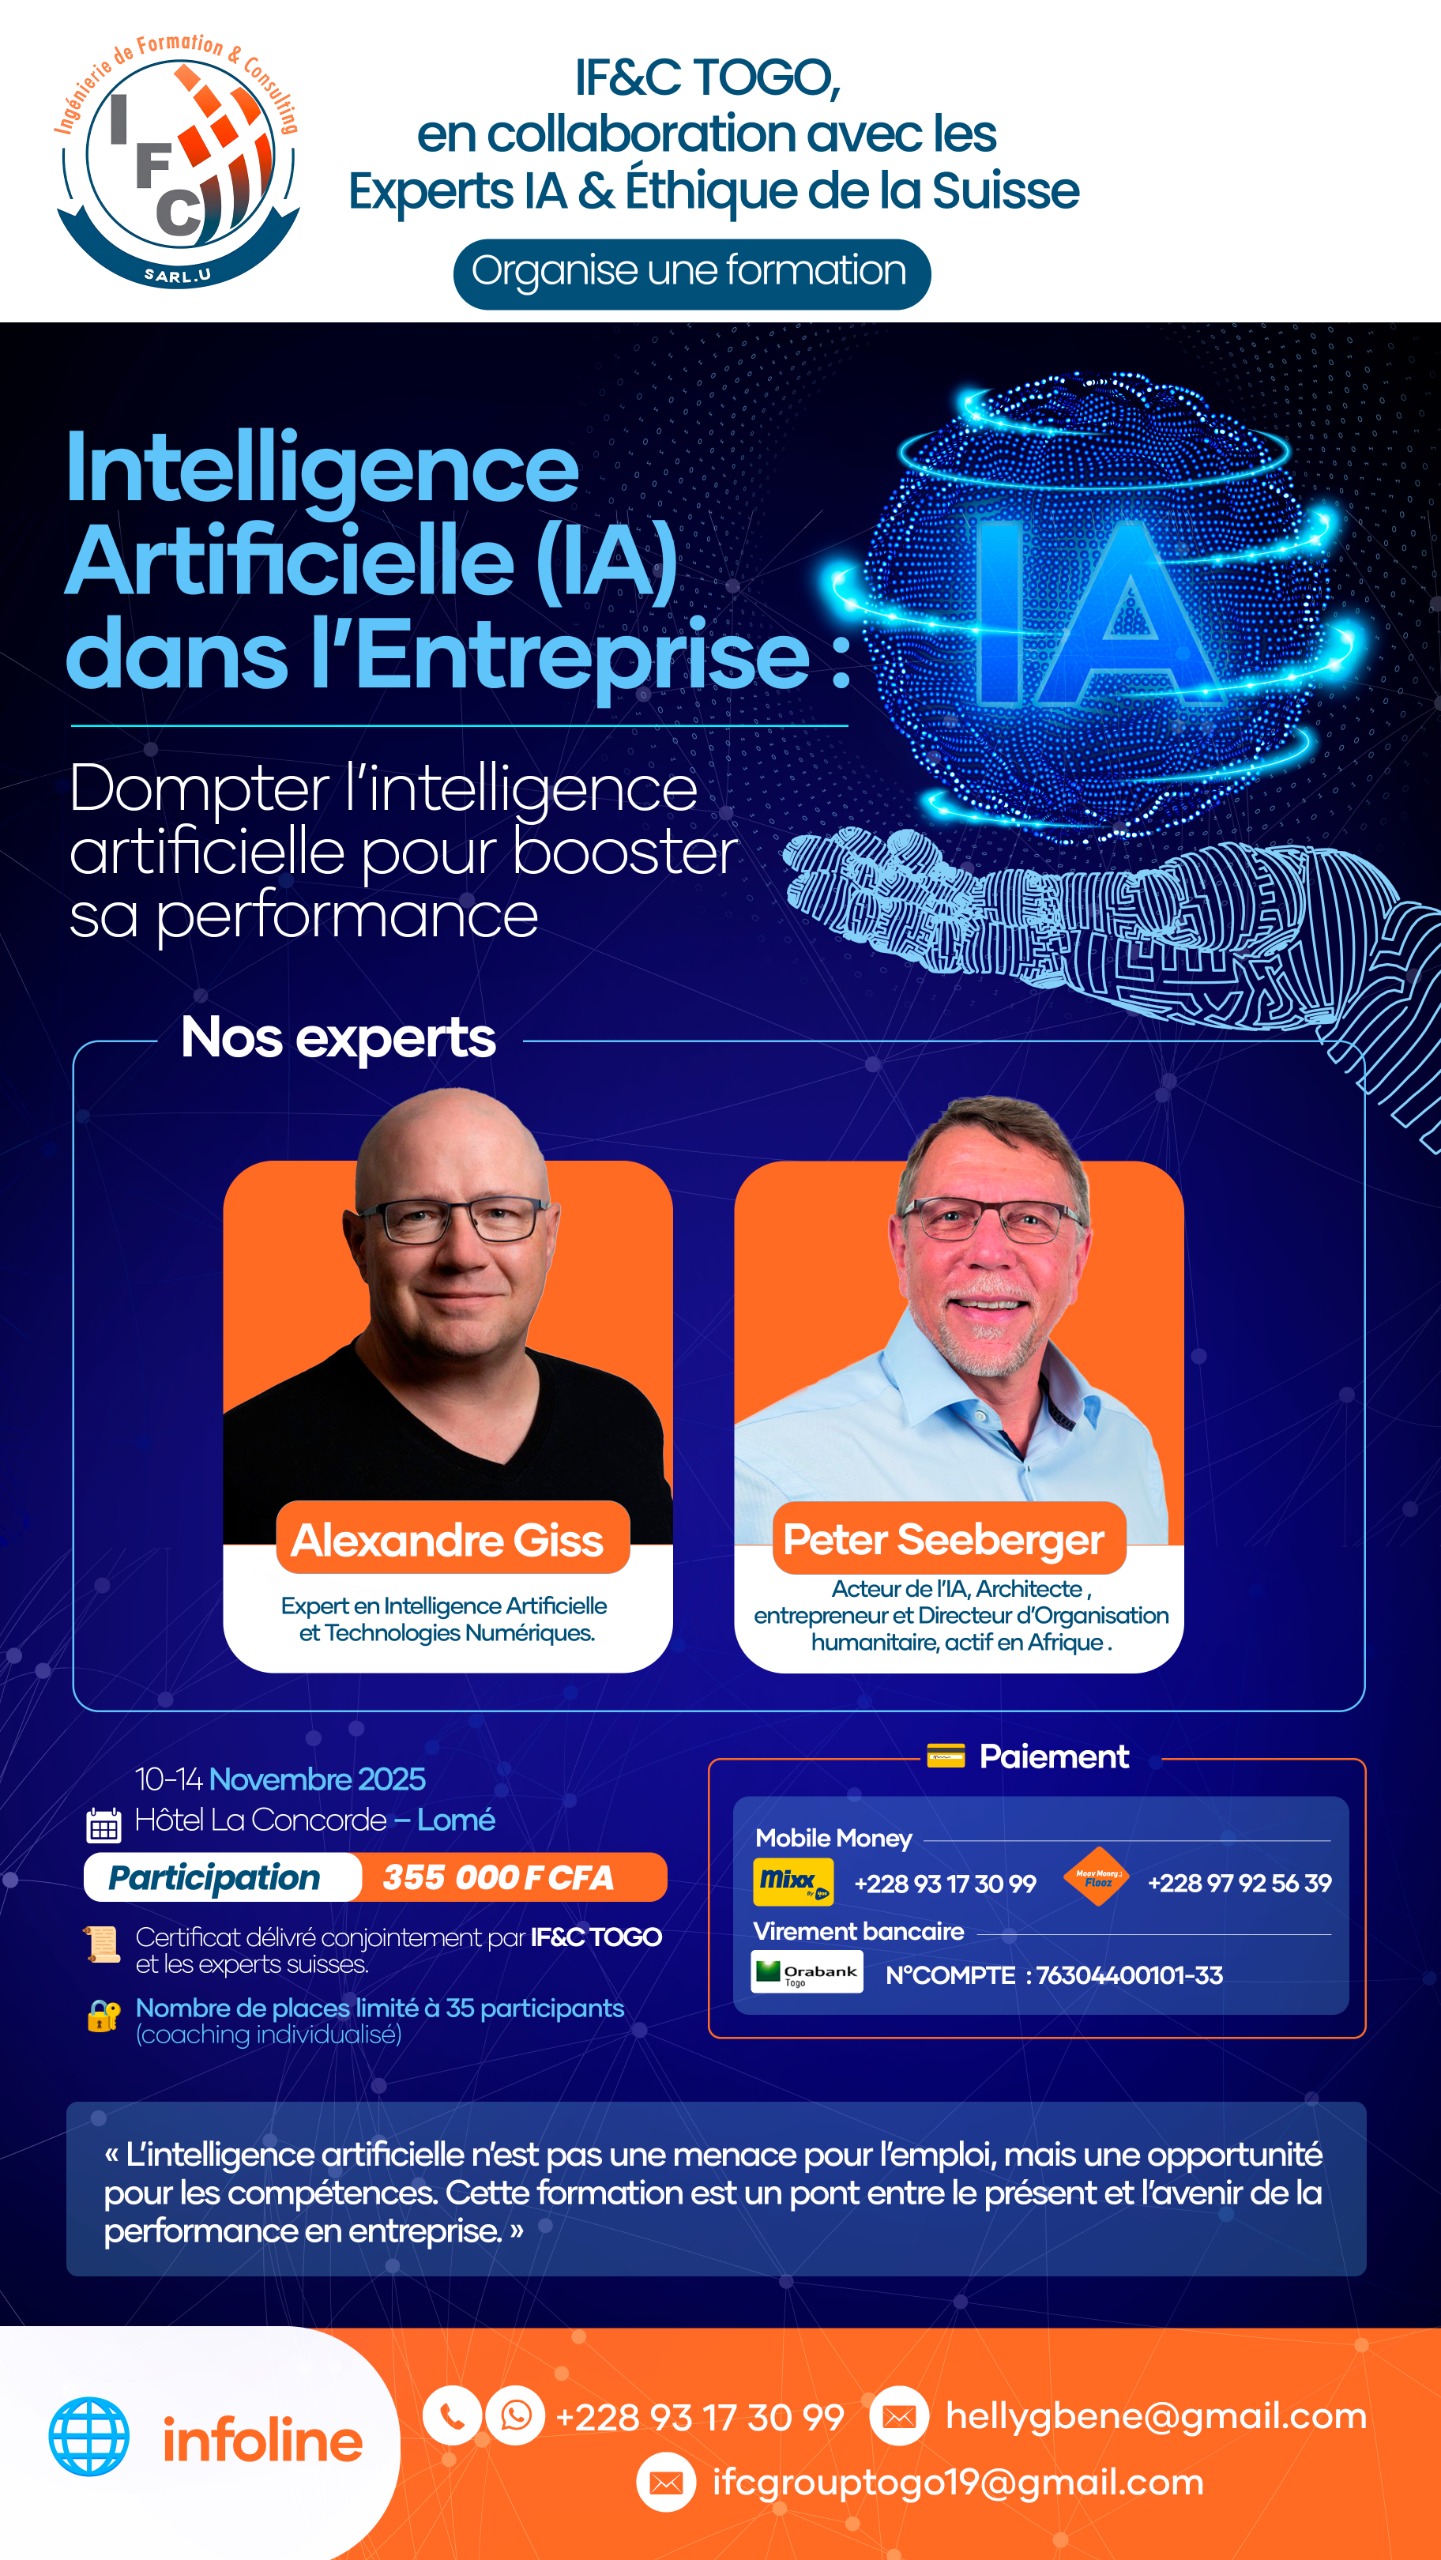 Ingénierie de Formation & Consulting
I
F
C
SARL.U
IF&C TOGO,
en collaboration avec les
Experts IA & Éthique de la Suisse
Organise une formation
Intelligence
Artificielle (IA)
dans l'Entreprise :
IA
Dompter l'intelligence
artificielle pour booster
sa performance
Nos experts
Alexandre Giss
Expert en Intelligence Artificielle
et Technologies Numériques.
Peter Seeberger
Acteur de l'IA, Architecte ,
entrepreneur et Directeur d'Organisation
humanitaire, actif en Afrique .
10-14 Novembre 2025
Hôtel La Concorde – Lomé
Participation 355 000 F CFA
Certificat délivré conjointement par IF&C TOGO
et les experts suisses.
Nombre de places limité à 35 participants
(coaching individualisé)
Paiement
Mobile Money
mixx By yas +228 93 17 30 99 Moov Money Flooz +228 97 92 56 39
Virement bancaire
Orabank Togo N°COMPTE : 76304400101-33
« L'intelligence artificielle n'est pas une menace pour l'emploi, mais une opportunité
pour les compétences. Cette formation est un pont entre le présent et l'avenir de la
performance en entreprise. »
infoline
+228 93 17 30 99 hellygbene@gmail.com
ifcgrouptogo19@gmail.com